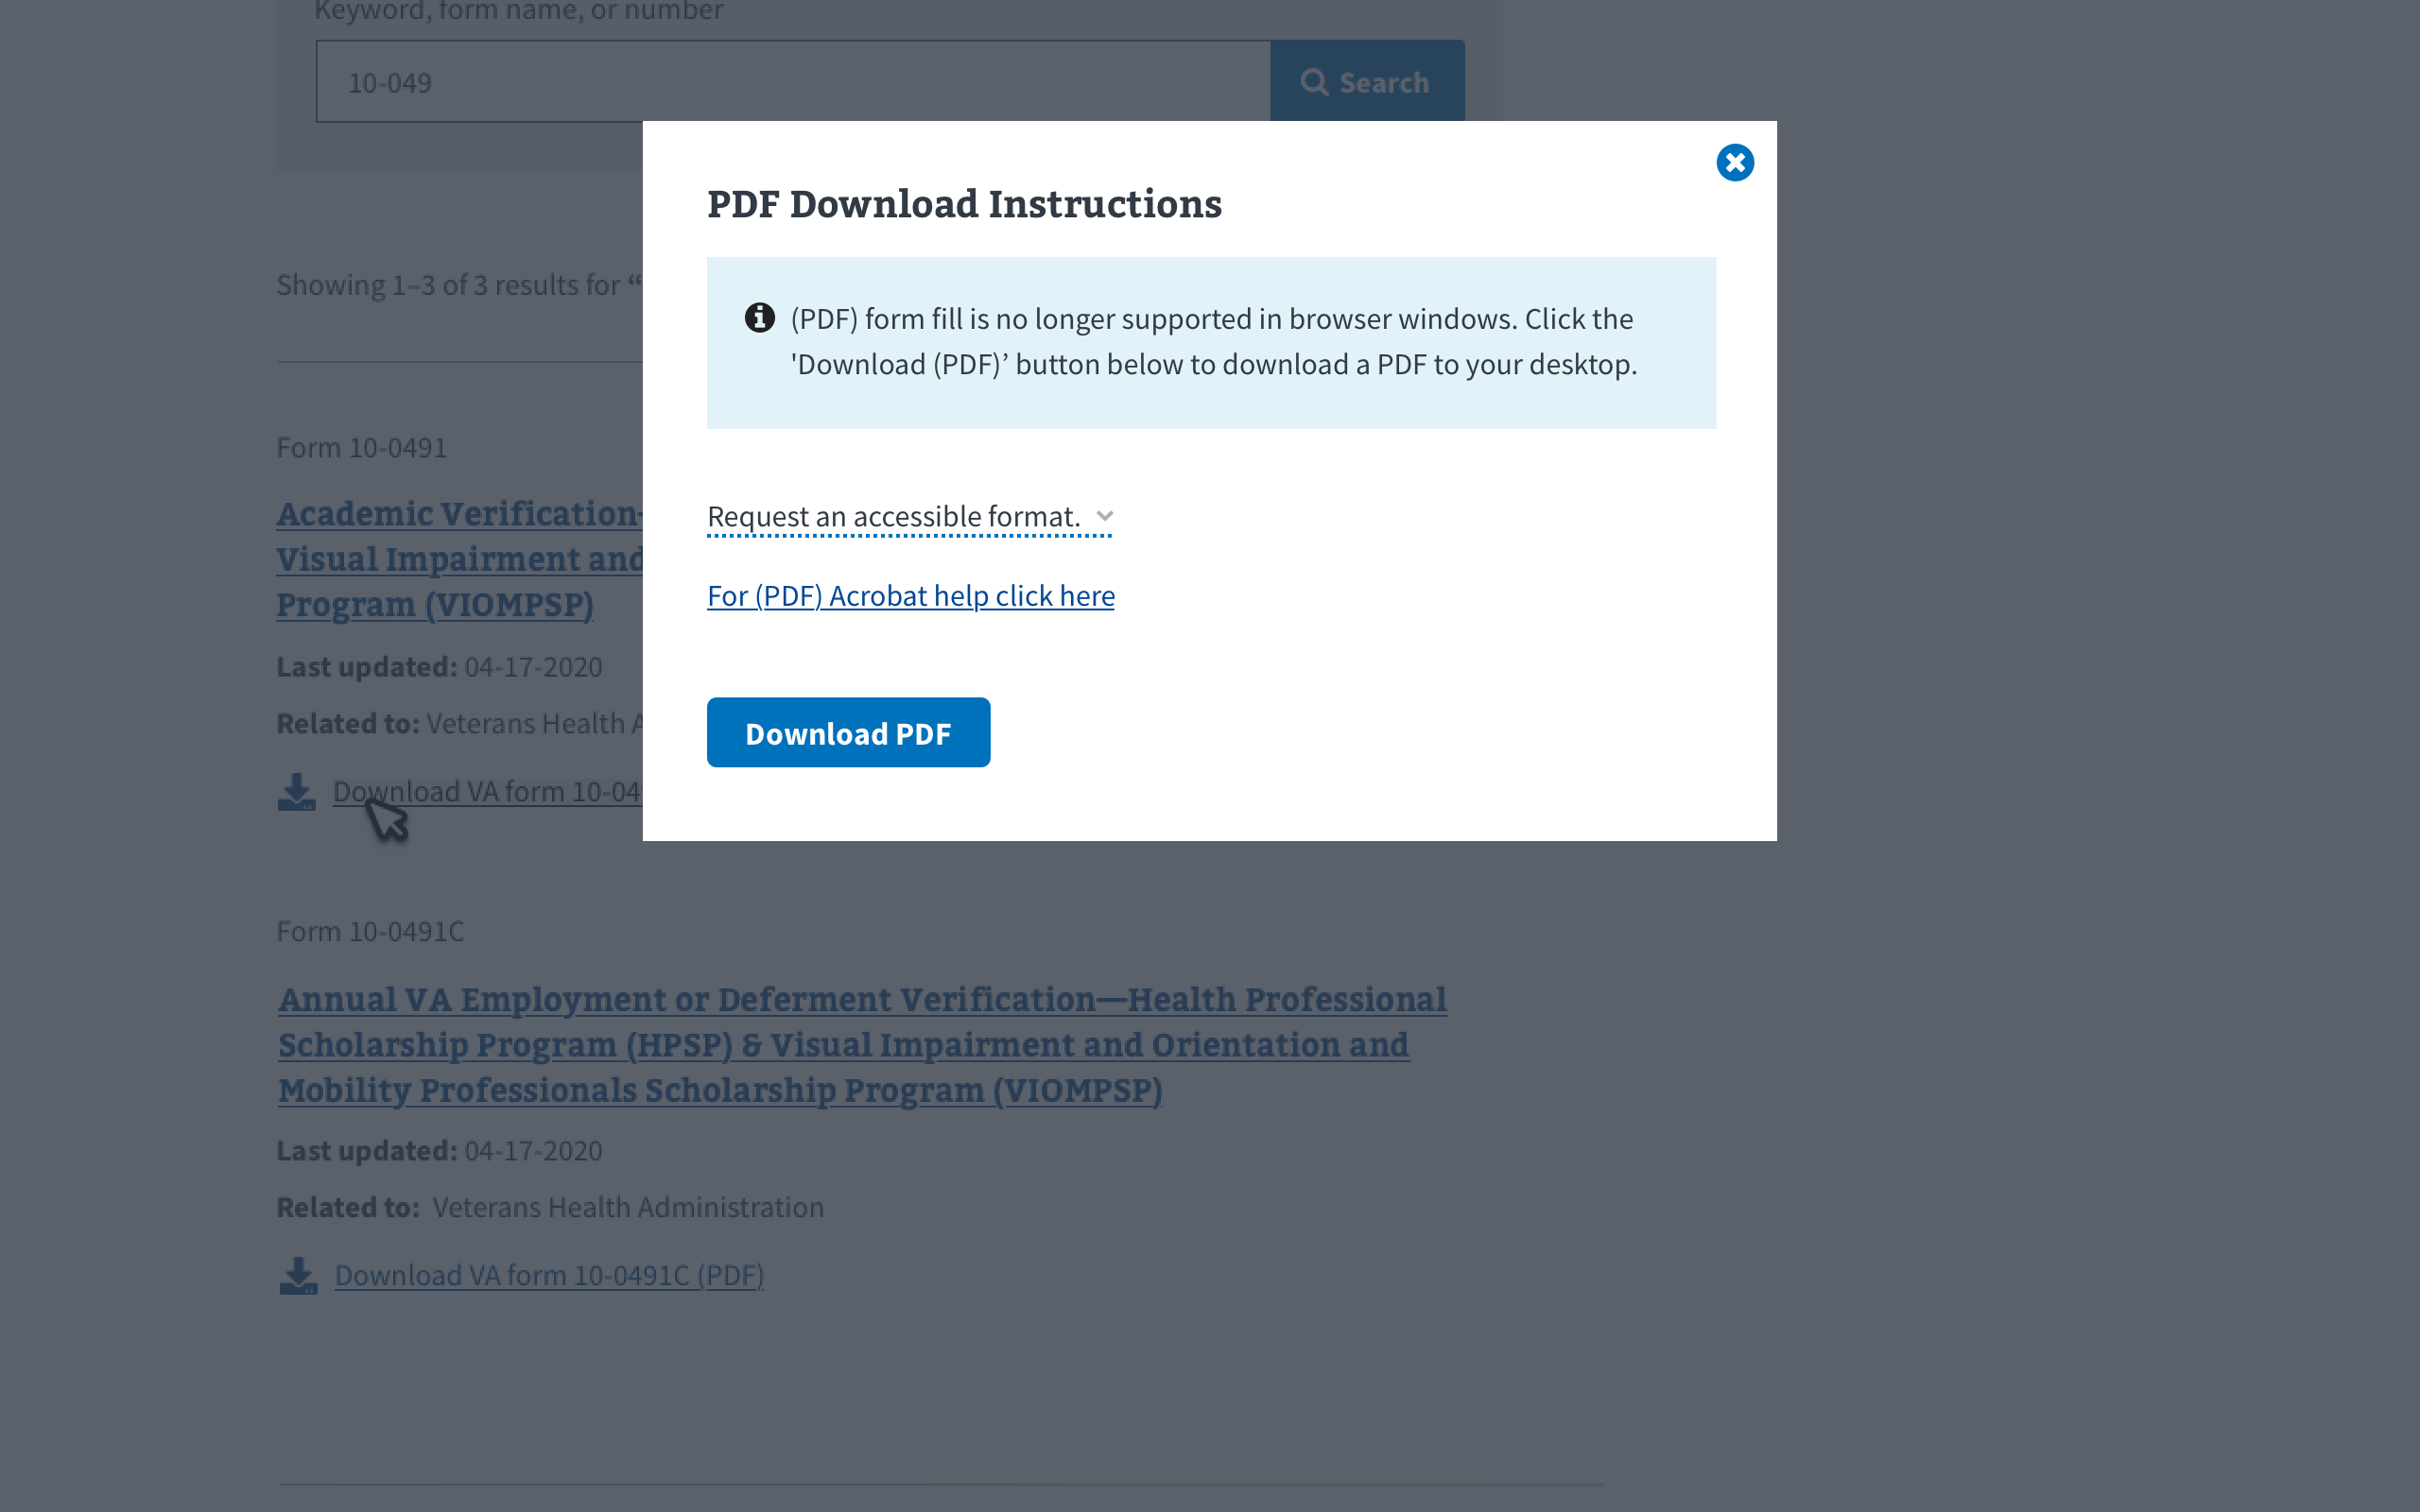 Keyword, form name, or number
10-049
Search
PDF Download Instructions
Showing 1–3 of 3 results for “
(PDF) form fill is no longer supported in browser windows. Click the
'Download (PDF)’ button below to download a PDF to your desktop.
Form 10-0491
Academic Verification-
Visual Impairment and
Program (VIOMPSP)
Request an accessible format.
For (PDF) Acrobat help click here
Last updated: 04-17-2020
Related to: Veterans Health A
Download PDF
Download VA form 10-04
Form 10-0491C
Annual VA Employment or Deferment Verification—Health Professional
Scholarship Program (HPSP) & Visual Impairment and Orientation and
Mobility Professionals Scholarship Program (VIOMPSP)
Last updated: 04-17-2020
Related to: Veterans Health Administration
Download VA form 10-0491C (PDF)